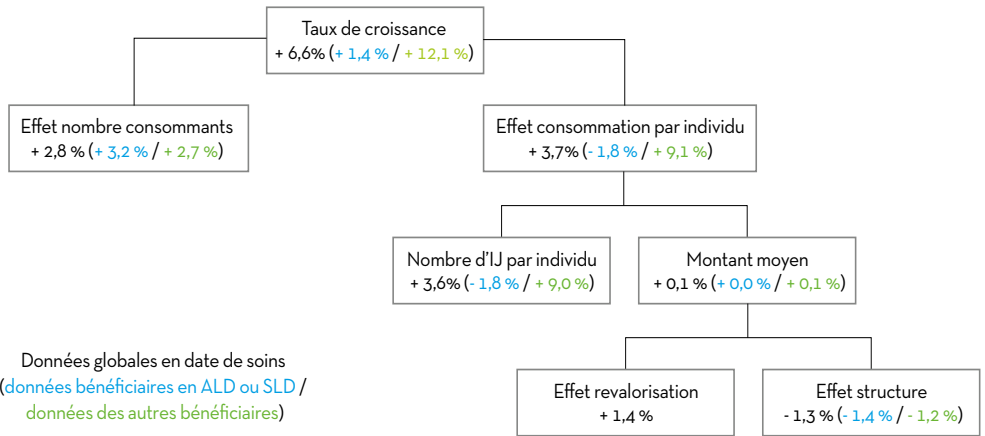 Taux de croissance
+ 6,6% (+ 1,4 % / + 12,1 %)
Effet nombre consommants
+ 2,8 % (+ 3,2 % / + 2,7 %)
Effet consommation par individu
+ 3,7% (- 1,8 % / + 9,1 %)
Nombre d'IJ par individu
+ 3,6% (- 1,8 % / + 9,0 %)
Montant moyen
+ 0,1 % (+ 0,0 % / + 0,1 %)
Données globales en date de soins
(données bénéficiaires en ALD ou SLD /
données des autres bénéficiaires)
Effet revalorisation
+ 1,4 %
Effet structure
- 1,3 % (- 1,4 % / - 1,2 %)